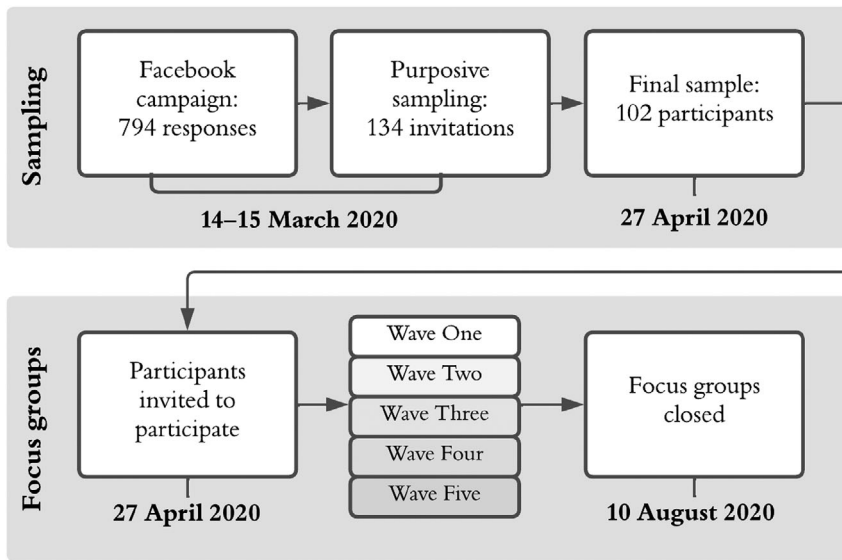 Sampling
Facebook
campaign:
794 responses
Purposive
sampling:
134 invitations
Final sample:
102 participants
14–15 March 2020
27 April 2020
Focus groups
Participants
invited to
participate
Wave One
Wave Two
Wave Three
Wave Four
Wave Five
Focus groups
closed
27 April 2020
10 August 2020